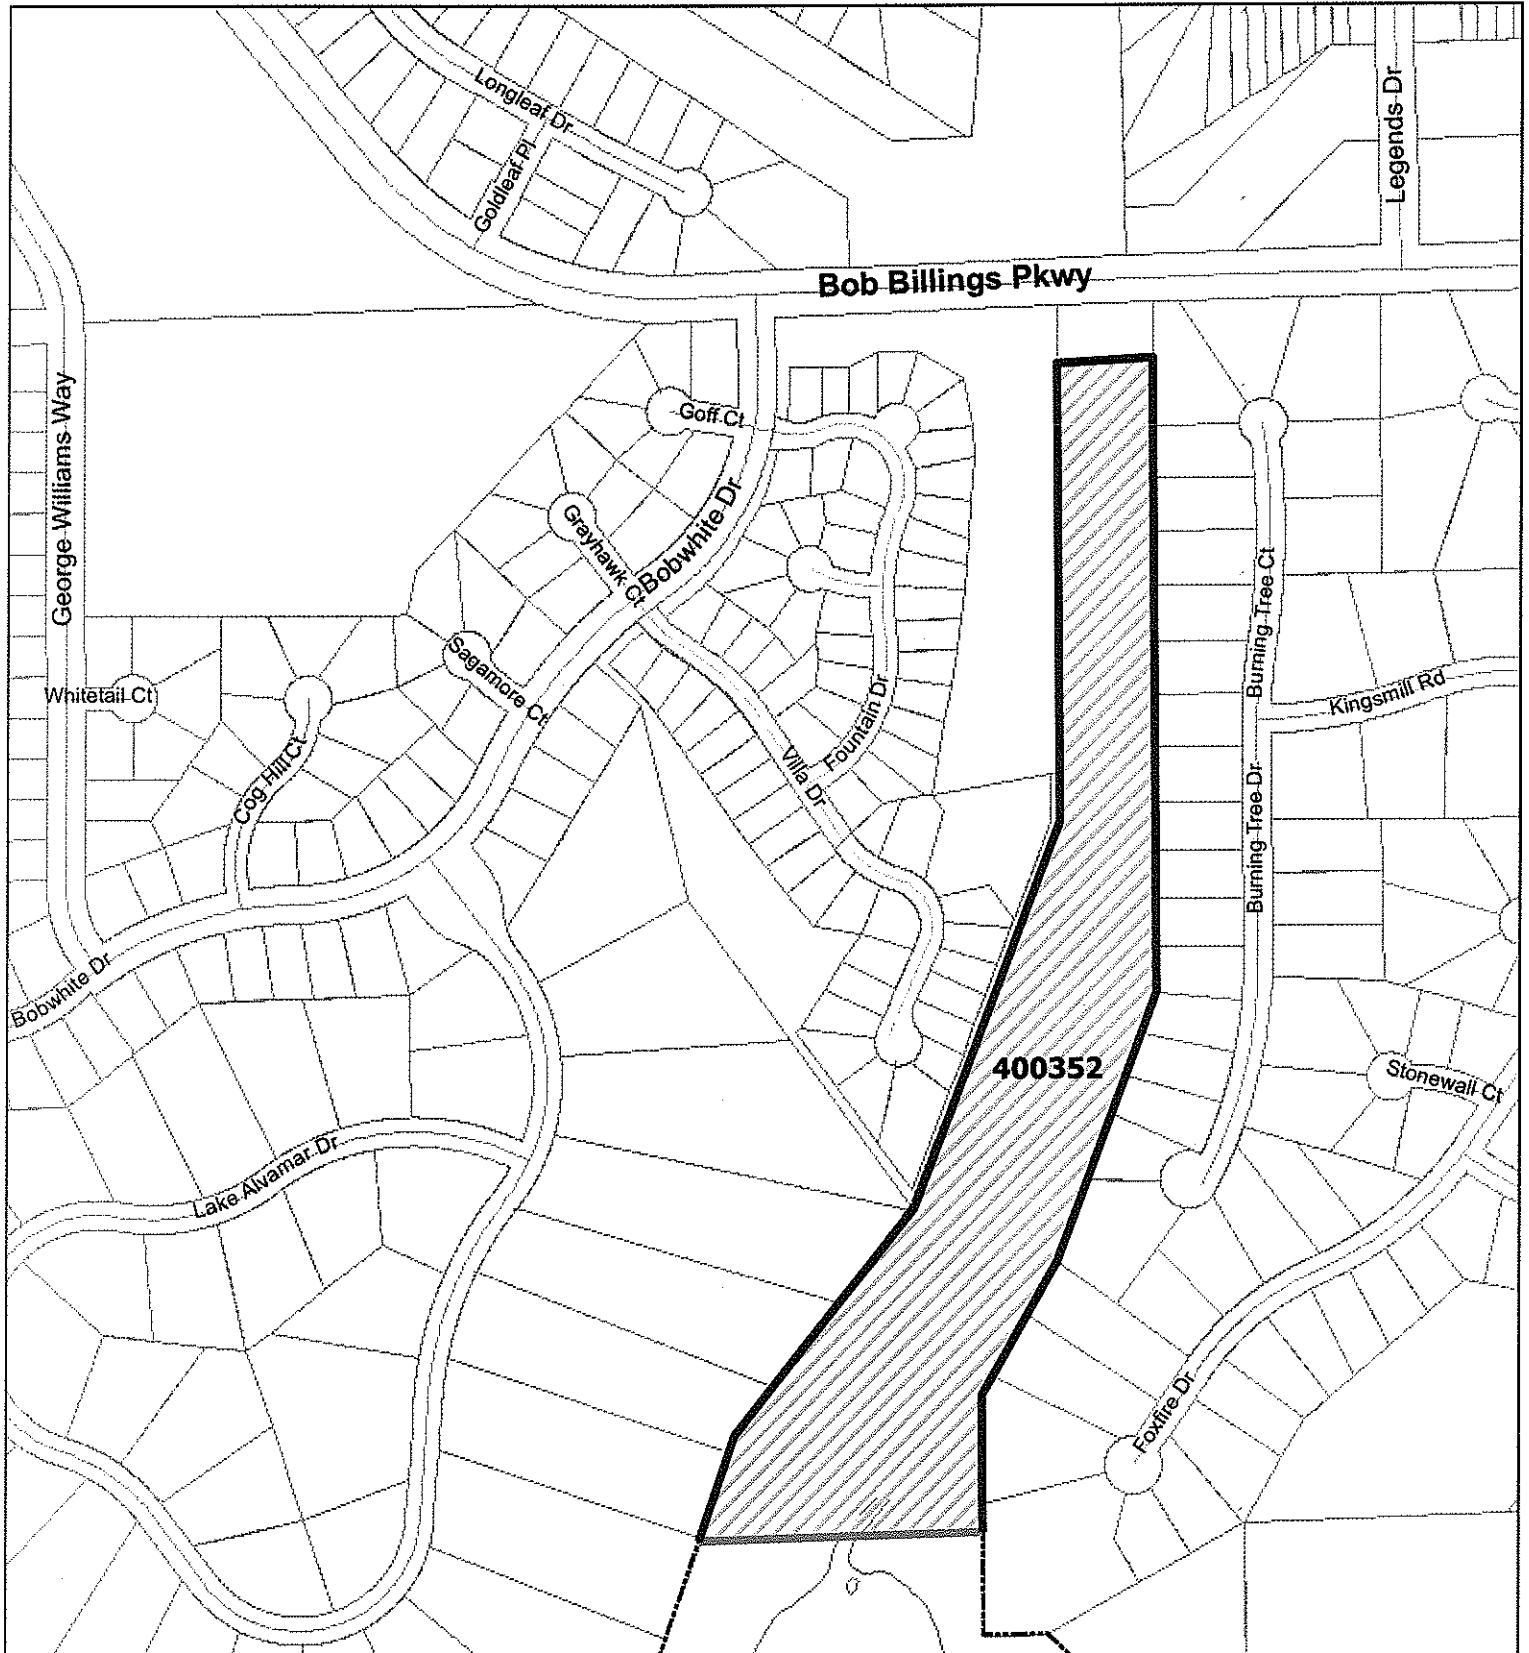 Longleaf Dr
Goldleaf Pl
Legends Dr
Bob Billings Pkwy
George Williams Way
Goff Ct
Grayhawk Ct
Bobwhite Dr
Burning Tree Ct
Sagamore Ct
Whitetail Ct
Kingsmill Rd
Fountain Dr
Villa Dr
Cog Hill Ct
Burning Tree Dr
Bobwhite Dr
400352
Stonewall Ct
Lake Alvamar Dr
Foxfire Dr